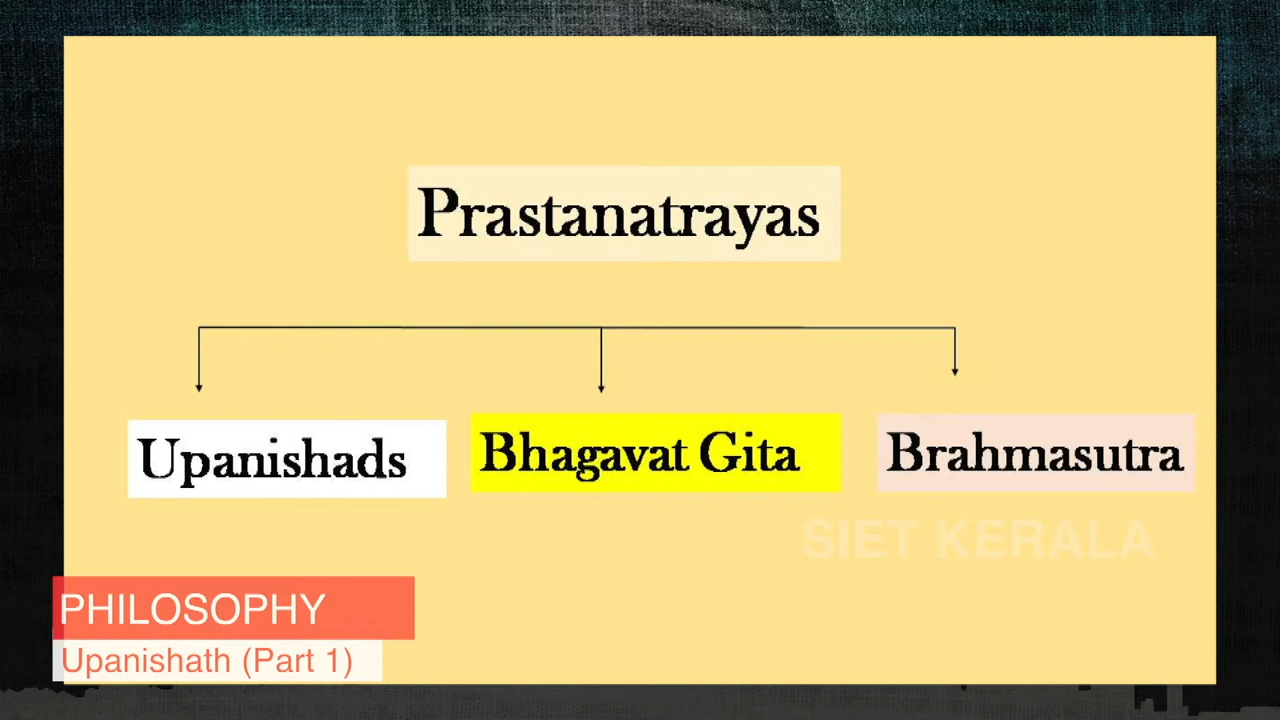 Prastanatrayas
Upanishads
Bhagavat Gita
Brahmasutra
SIET KERALA
PHILOSOPHY
Upanishath (Part 1)